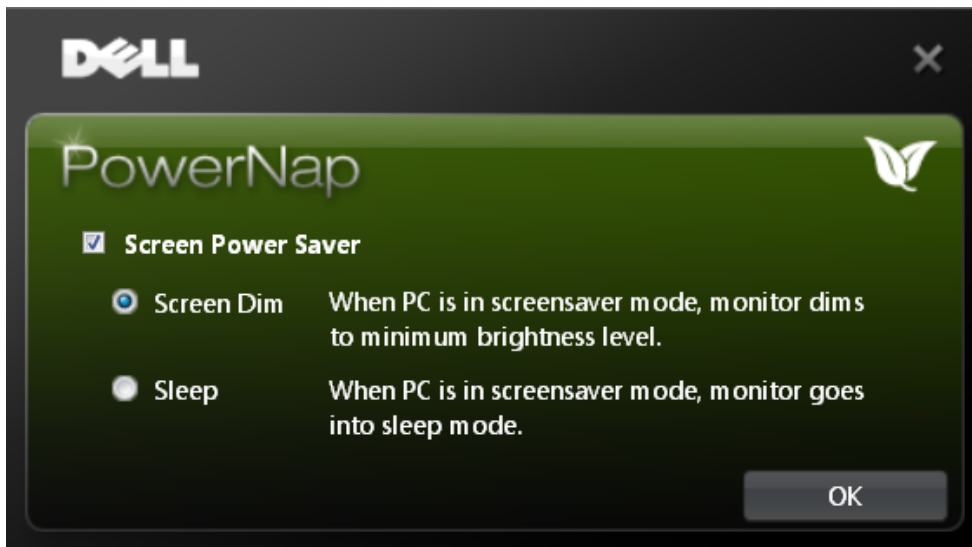 DELL
PowerNap
Screen Power Saver
Screen Dim
When PC is in screensaver mode, monitor dims
to minimum brightness level.
Sleep
When PC is in screensaver mode, monitor goes
into sleep mode.
OK